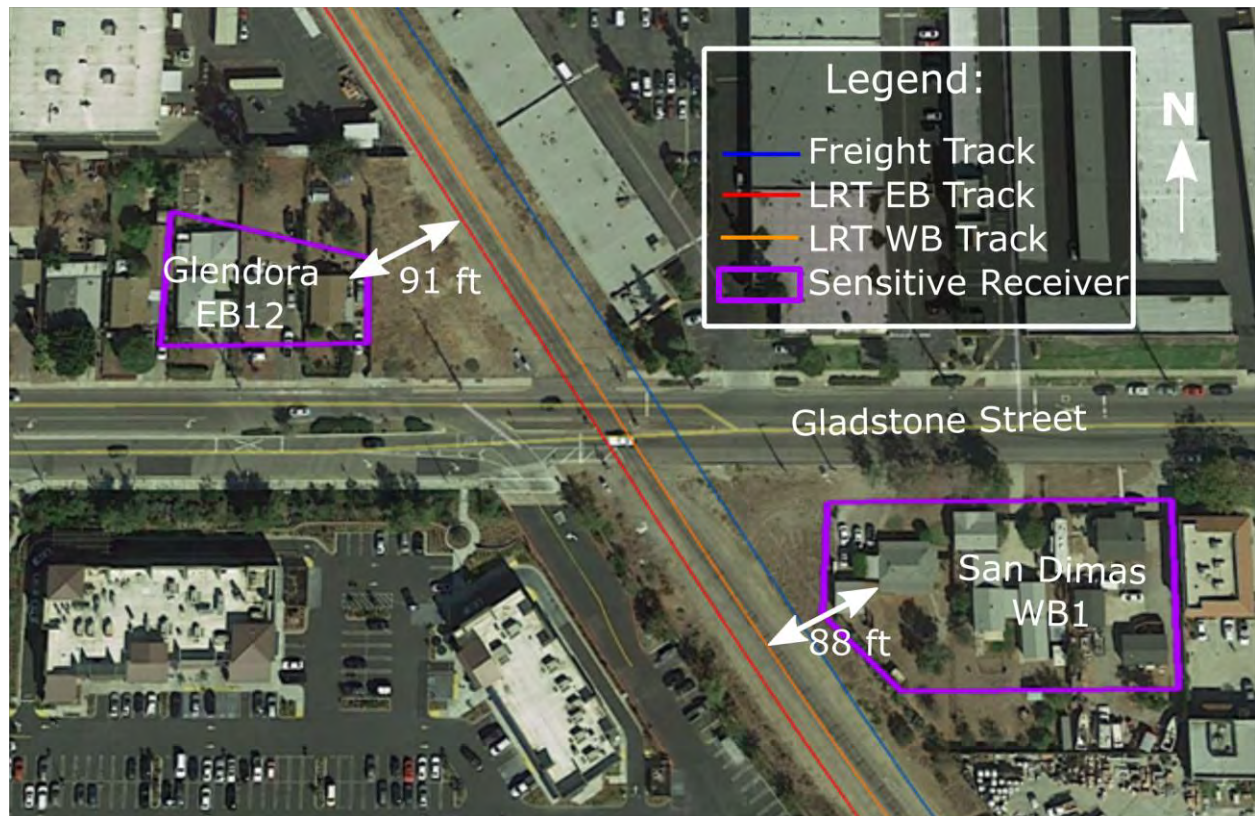 Legend:
N
Freight Track
LRT EB Track
LRT WB Track
Sensitive Receiver
Glendora
EB12
91 ft
Gladstone Street
San Dimas
WB1
88 ft